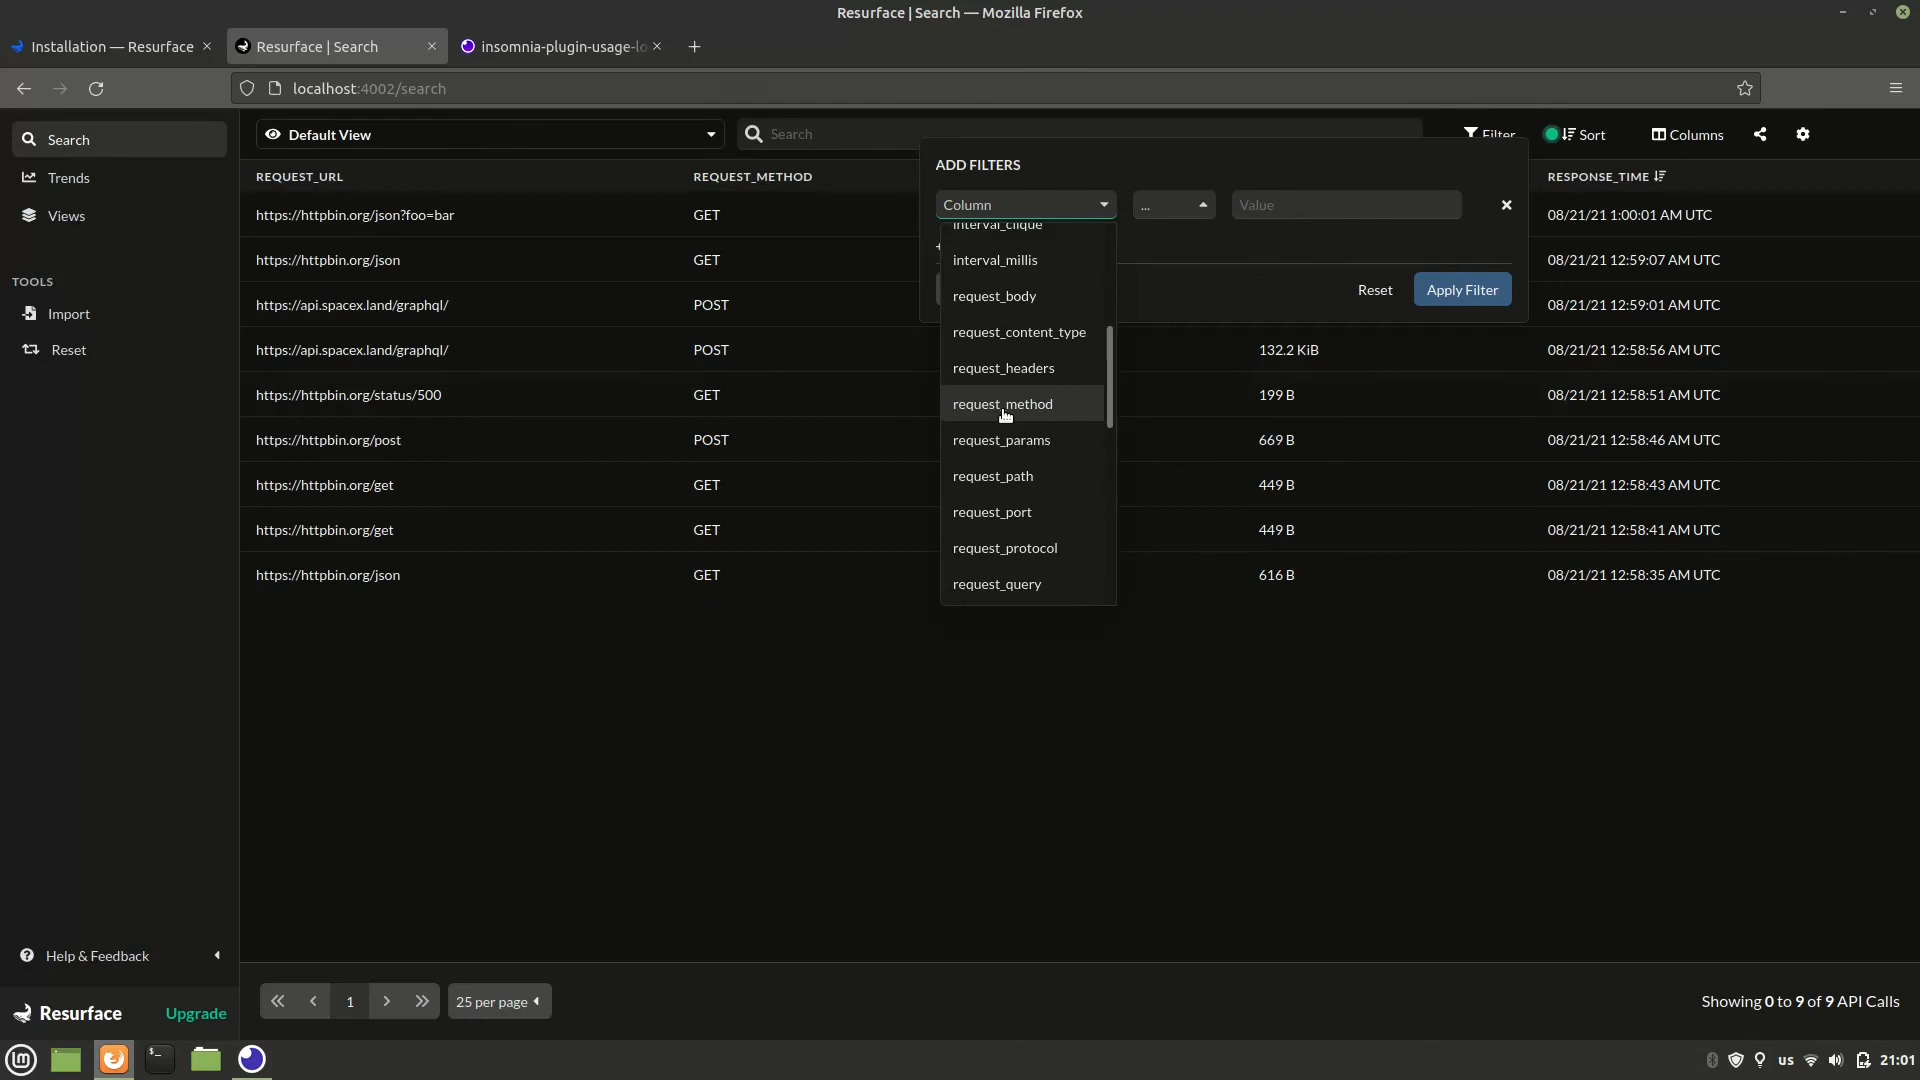 Resurface | Search — Mozilla Firefox
Installation — Resurface
Resurface | Search
insomnia-plugin-usage-lo
localhost:4002/search
Search
Trends
Views
TOOLS
Import
Reset
Default View
Search
Filter
Sort
Columns
REQUEST_URL
REQUEST_METHOD
RESPONSE_TIME
https://httpbin.org/json?foo=bar
GET
08/21/21 1:00:01 AM UTC
https://httpbin.org/json
GET
08/21/21 12:59:07 AM UTC
https://api.spacex.land/graphql/
POST
08/21/21 12:59:01 AM UTC
https://api.spacex.land/graphql/
POST
132.2 KiB
08/21/21 12:58:56 AM UTC
https://httpbin.org/status/500
GET
199 B
08/21/21 12:58:51 AM UTC
https://httpbin.org/post
POST
669 B
08/21/21 12:58:46 AM UTC
https://httpbin.org/get
GET
449 B
08/21/21 12:58:43 AM UTC
https://httpbin.org/get
GET
449 B
08/21/21 12:58:41 AM UTC
https://httpbin.org/json
GET
616 B
08/21/21 12:58:35 AM UTC
ADD FILTERS
Column
...
Value
interval_clique
interval_millis
request_body
request_content_type
request_headers
request_method
request_params
request_path
request_port
request_protocol
request_query
Reset
Apply Filter
Help & Feedback
Resurface
Upgrade
1
25 per page
Showing 0 to 9 of 9 API Calls
us
21:01